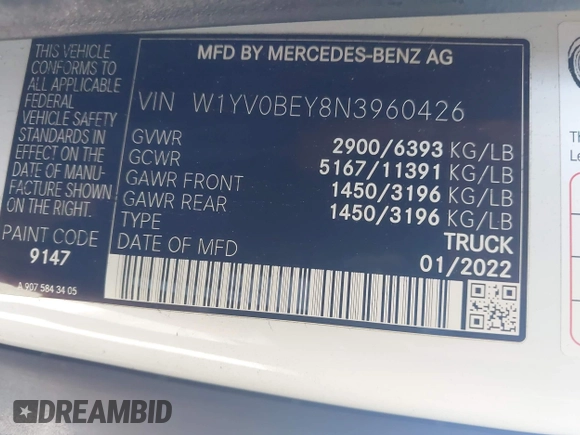 THIS VEHICLE
CONFORMS TO
ALL APPLICABLE
FEDERAL MOTOR
VEHICLE SAFETY
STANDARDS IN
EFFECT ON THE
DATE OF MANU-
FACTURE SHOWN
ON THE RIGHT.
PAINT CODE
9147
A 907 584 34 05
MFD BY MERCEDES-BENZ AG
VIN W1YV0BEY8N3960426
GVWR 2900/6393 KG/LB
GCWR 5167/11391 KG/LB
GAWR FRONT 1450/3196 KG/LB
GAWR REAR 1450/3196 KG/LB
TYPE TRUCK
DATE OF MFD 01/2022
Th
Le
DREAMBID